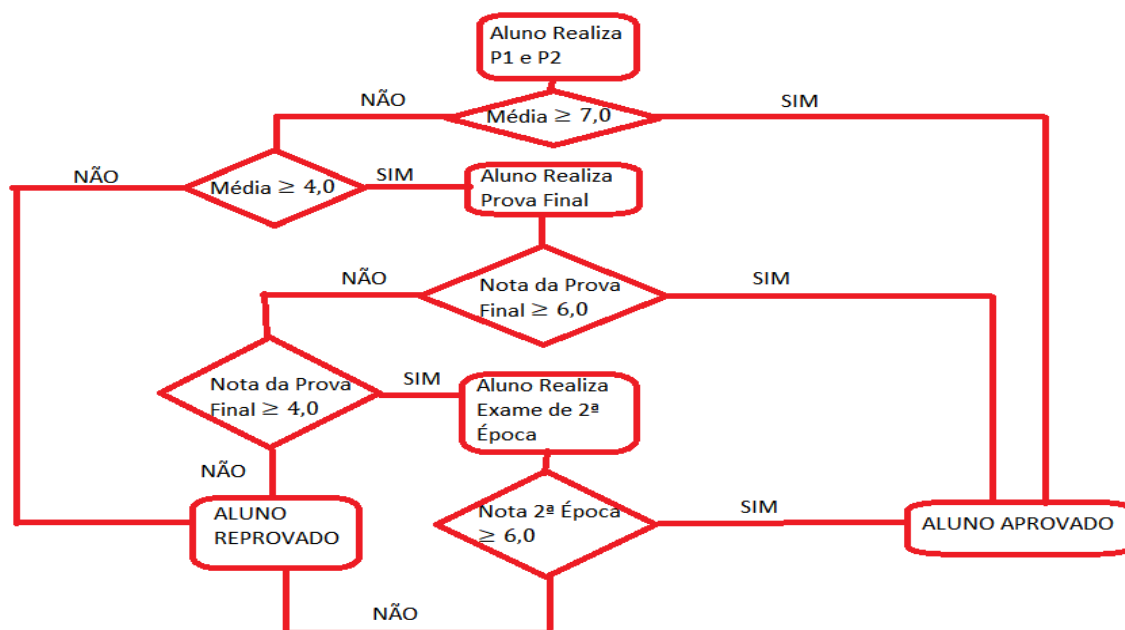 Aluno Realiza
P1 e P2
NÃO
SIM
Média ≥ 7,0
NÃO
Média ≥ 4,0
SIM
Aluno Realiza
Prova Final
NÃO
Nota da Prova
Final ≥ 6,0
SIM
Nota da Prova
Final ≥ 4,0
SIM
Aluno Realiza
Exame de 2ª
Época
NÃO
ALUNO
REPROVADO
Nota 2ª Época
≥ 6,0
SIM
ALUNO APROVADO
NÃO